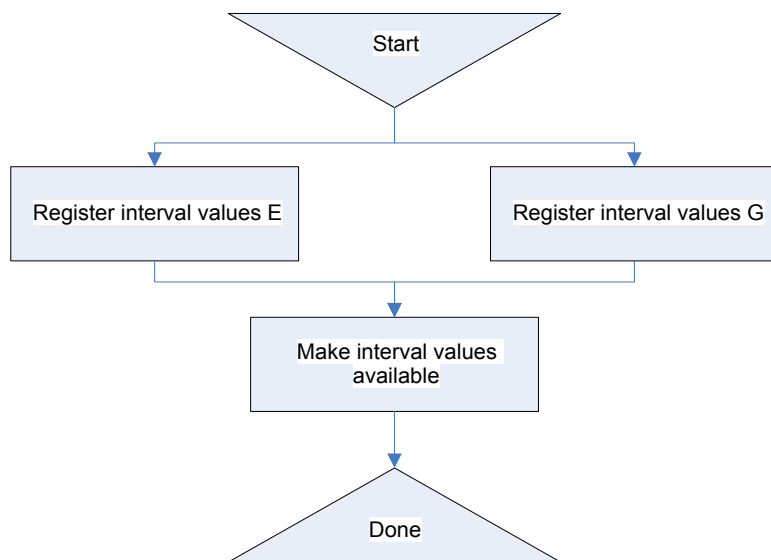 Start
Register interval values E
Register interval values G
Make interval values
available
Done